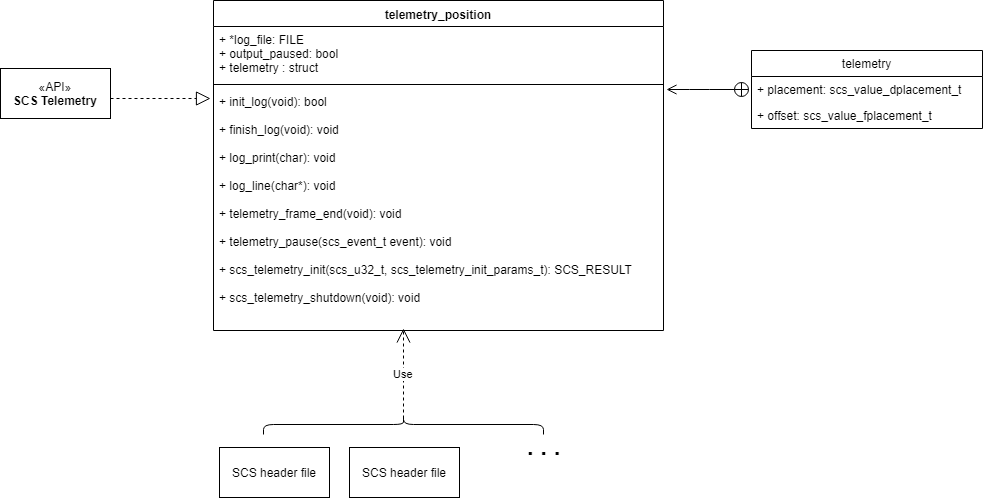 telemetry_position
+ *log_file: FILE
+ output_paused: bool
+ telemetry : struct
+ init_log(void): bool
+ finish_log(void): void
+ log_print(char): void
+ log_line(char*): void
+ telemetry_frame_end(void): void
+ telemetry_pause(scs_event_t event): void
+ scs_telemetry_init(scs_u32_t, scs_telemetry_init_params_t): SCS_RESULT
+ scs_telemetry_shutdown(void): void
«API»
SCS Telemetry
telemetry
+ placement: scs_value_dplacement_t
+ offset: scs_value_fplacement_t
Use
SCS header file
SCS header file
. . .